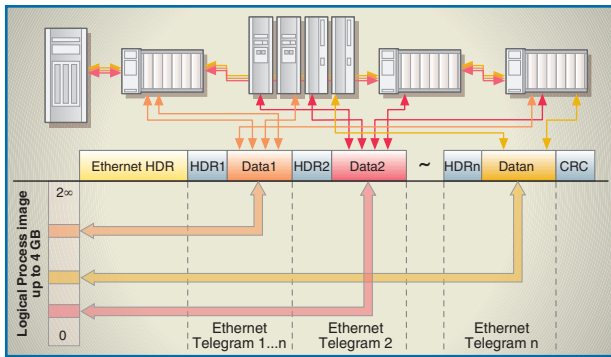 Ethernet HDR HDR1 Data1 HDR2 Data2 ~ HDRn Datan CRC
2∞
Logical Process image
up to 4 GB
0
Ethernet
Telegram 1...n
Ethernet
Telegram 2
Ethernet
Telegram n